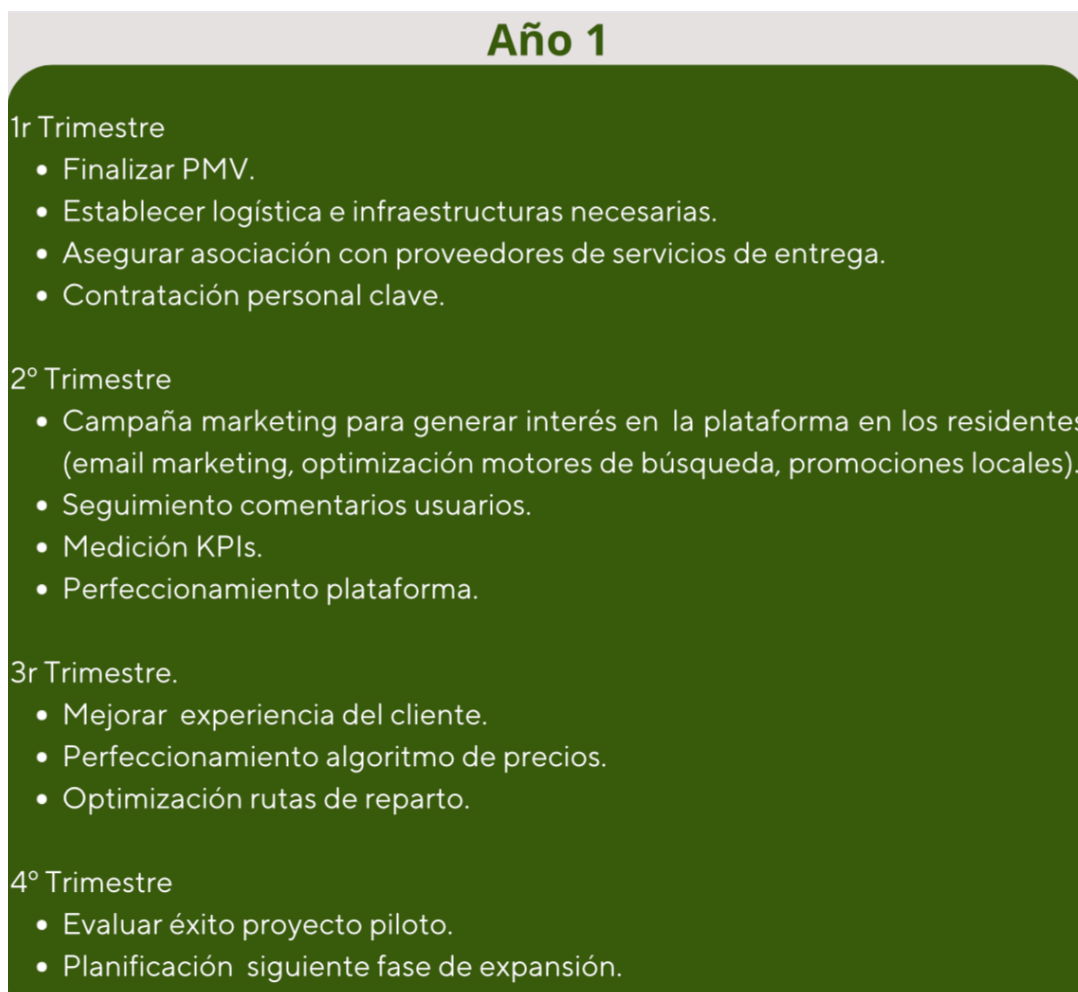 Año 1
1r Trimestre
• Finalizar PMV.
• Establecer logística e infraestructuras necesarias.
• Asegurar asociación con proveedores de servicios de entrega.
• Contratación personal clave.
2º Trimestre
• Campaña marketing para generar interés en la plataforma en los residentes
(email marketing, optimización motores de búsqueda, promociones locales).
• Seguimiento comentarios usuarios.
• Medición KPIs.
• Perfeccionamiento plataforma.
3r Trimestre.
• Mejorar experiencia del cliente.
• Perfeccionamiento algoritmo de precios.
• Optimización rutas de reparto.
4º Trimestre
• Evaluar éxito proyecto piloto.
• Planificación siguiente fase de expansión.